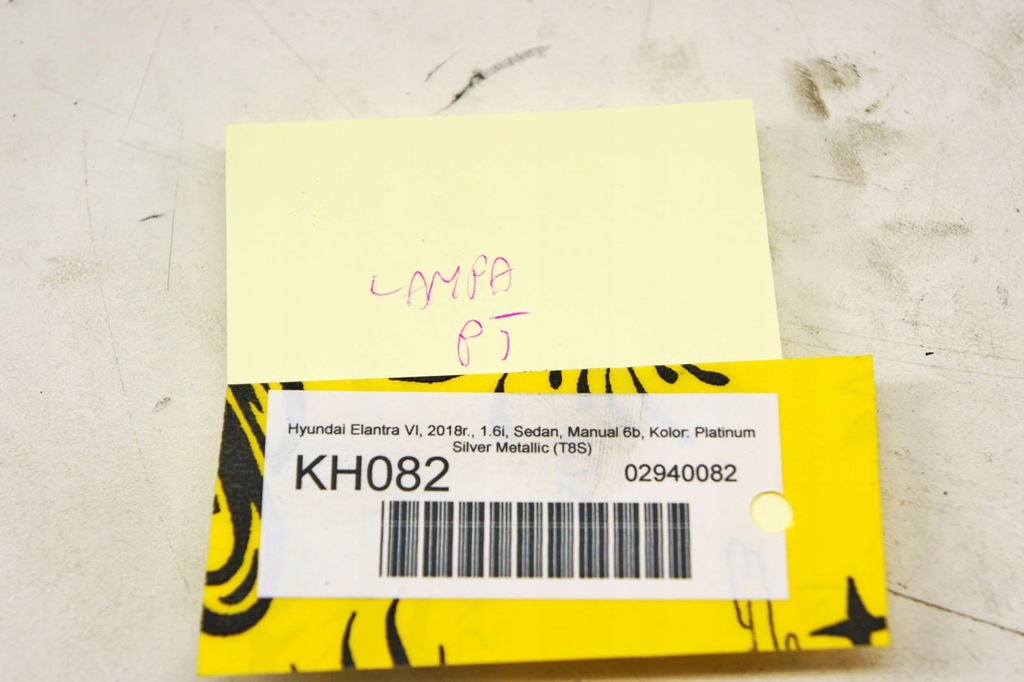 LAMPA
PT
Hyundai Elantra VI, 2018r., 1.6i, Sedan, Manual 6b, Kolor: Platinum
Silver Metallic (T8S)
KH082
02940082